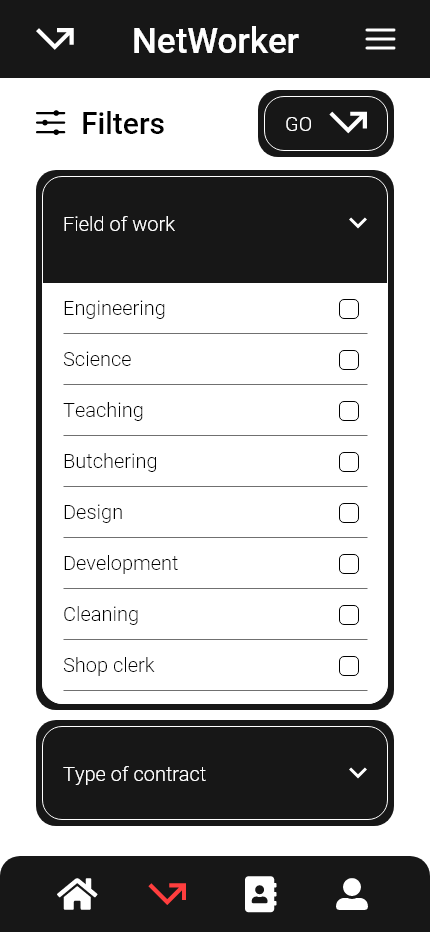 NetWorker
Filters
GO
Field of work
Engineering
Science
Teaching
Butchering
Design
Development
Cleaning
Shop clerk
Type of contract